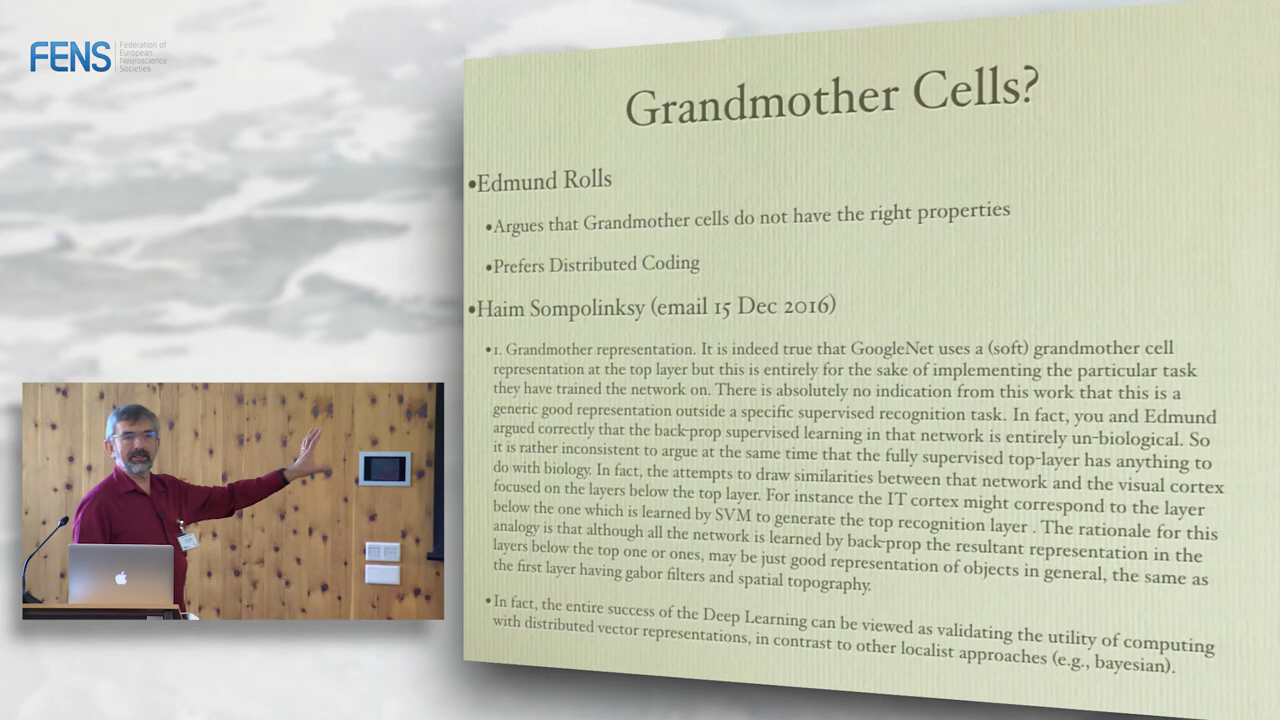 FENS
Federation of
European
Neuroscience
Societies
Grandmother Cells?
•Edmund Rolls
•Argues that Grandmother cells do not have the right properties
•Prefers Distributed Coding
•Haim Sompolinksy (email 15 Dec 2016)
•1. Grandmother representation. It is indeed true that GoogleNet uses a (soft) grandmother cell
representation at the top layer but this is entirely for the sake of implementing the particular task
they have trained the network on. There is absolutely no indication from this work that this is a
generic good representation outside a specific supervised recognition task. In fact, you and Edmund
argued correctly that the back-prop supervised learning in that network is entirely un-biological. So
it is rather inconsistent to argue at the same time that the fully supervised top-layer has anything to
do with biology. In fact, the attempts to draw similarities between that network and the visual cortex
focused on the layers below the top layer. For instance the IT cortex might correspond to the layer
below the one which is learned by SVM to generate the top recognition layer . The rationale for this
analogy is that although all the network is learned by back-prop the resultant representation in the
layers below the top one or ones, may be just good representation of objects in general, the same as
the first layer having gabor filters and spatial topography.
•In fact, the entire success of the Deep Learning can be viewed as validating the utility of computing
with distributed vector representations, in contrast to other localist approaches (e.g., bayesian).